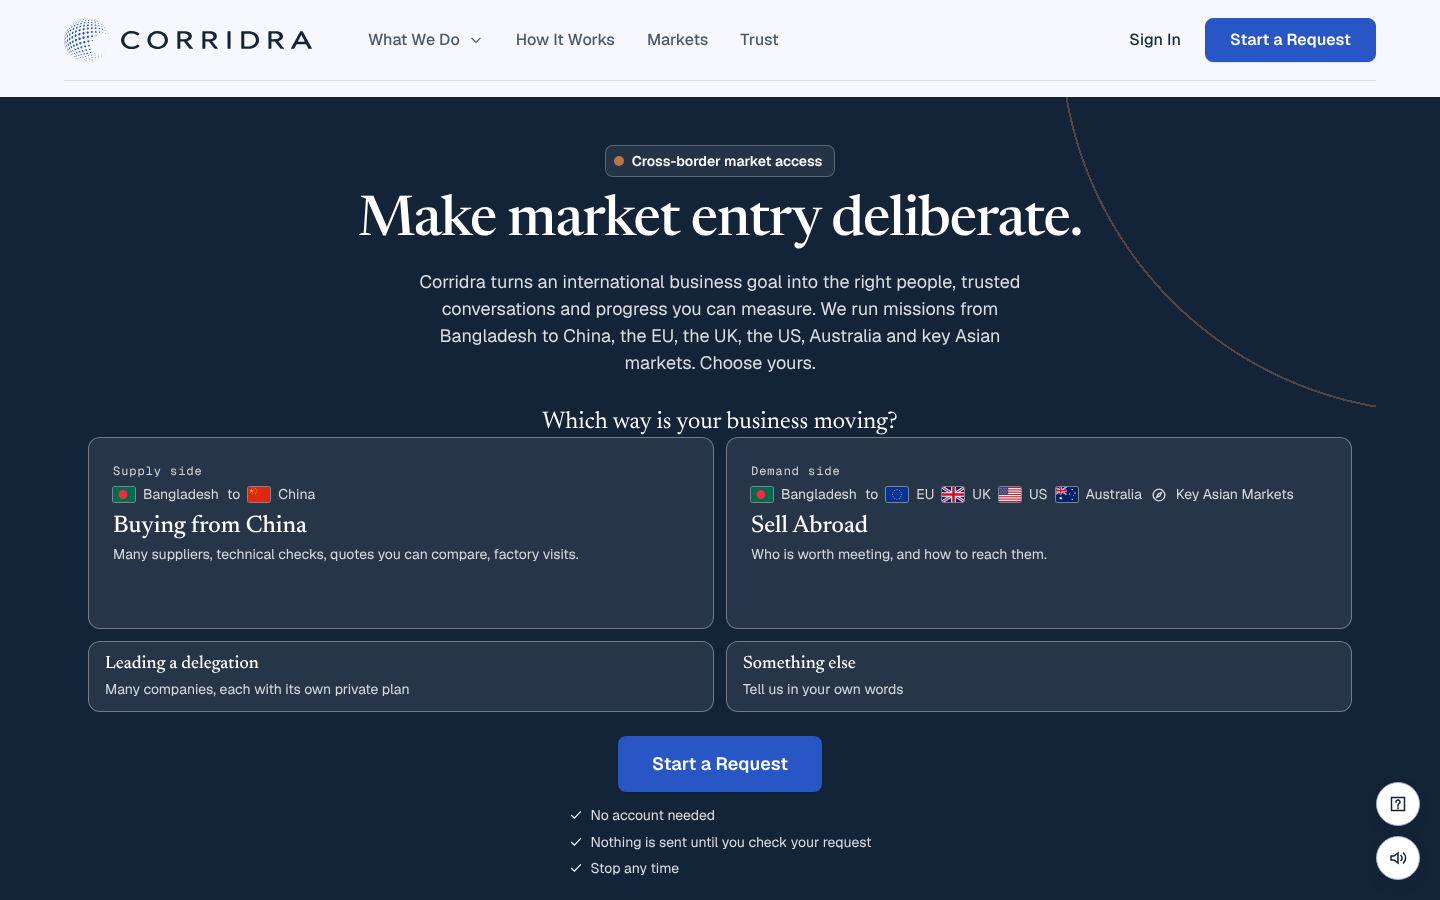 CORRIDRA
What We Do
How It Works
Markets
Trust
Sign In
Start a Request
Cross-border market access
Make market entry deliberate.
Corridra turns an international business goal into the right people, trusted
conversations and progress you can measure. We run missions from
Bangladesh to China, the EU, the UK, the US, Australia and key Asian
markets. Choose yours.
Which way is your business moving?
Supply side
Bangladesh to China
Buying from China
Many suppliers, technical checks, quotes you can compare, factory visits.
Demand side
Bangladesh to EU UK US Australia Key Asian Markets
Sell Abroad
Who is worth meeting, and how to reach them.
Leading a delegation
Many companies, each with its own private plan
Something else
Tell us in your own words
Start a Request
No account needed
Nothing is sent until you check your request
Stop any time